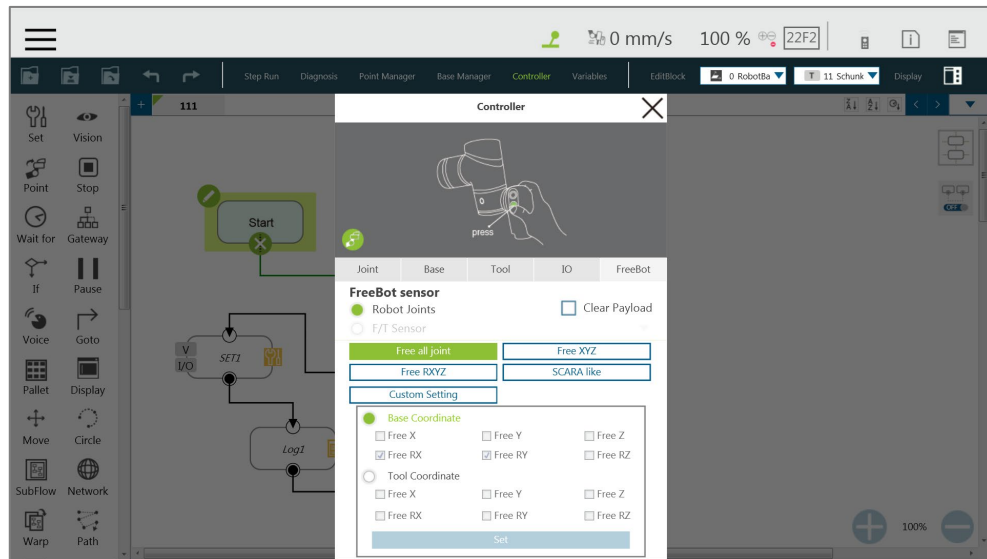 0 mm/s 100 % 22F2
Step Run Diagnosis Point Manager Base Manager Controller Variables EditBlock 0 RobotBa T 11 Schunk Display
111
Set Vision
Point Stop
Wait for Gateway
If Pause
Voice Goto
Pallet Display
Move Circle
SubFlow Network
Warp Path
Start
V
I/O
SET1
Log1
Controller
press
Joint Base Tool IO FreeBot
FreeBot sensor
Robot Joints Clear Payload
F/T Sensor
Free all joint Free XYZ
Free RXYZ SCARA like
Custom Setting
Base Coordinate
Free X Free Y Free Z
Free RX Free RY Free RZ
Tool Coordinate
Free X Free Y Free Z
Free RX Free RY Free RZ
Set
OFF
100%